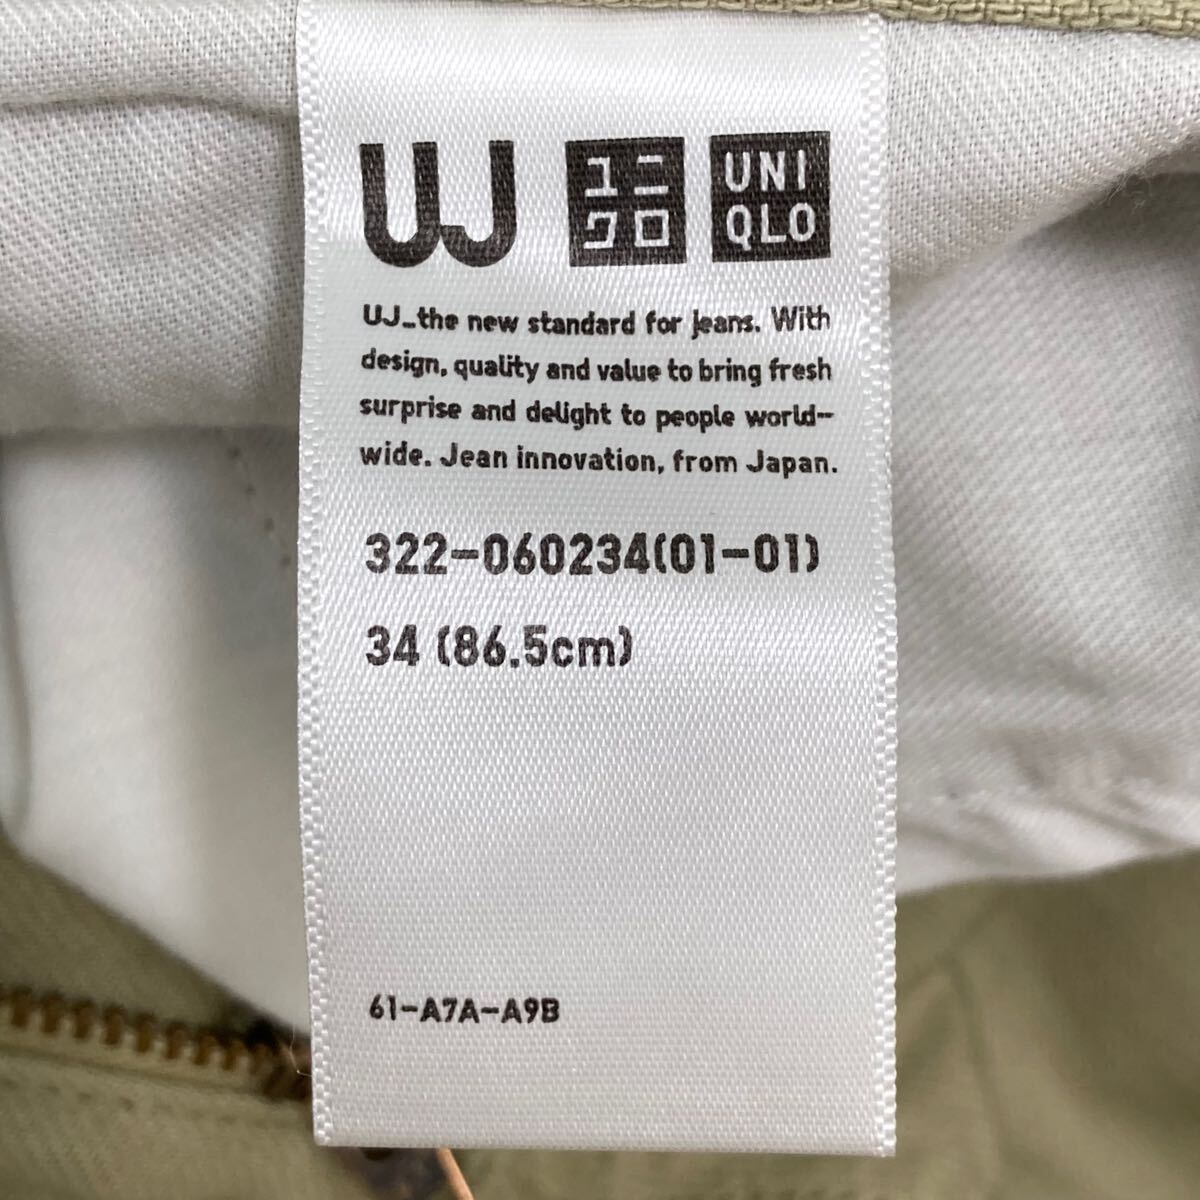 UJ
ユニ
クロ
UNI
QLO
UJ_the new standard for jeans. With
design, quality and value to bring fresh
surprise and delight to people world-
wide. Jean innovation, from Japan.
322-060234(01-01)
34 (86.5cm)
61-A7A-A9B